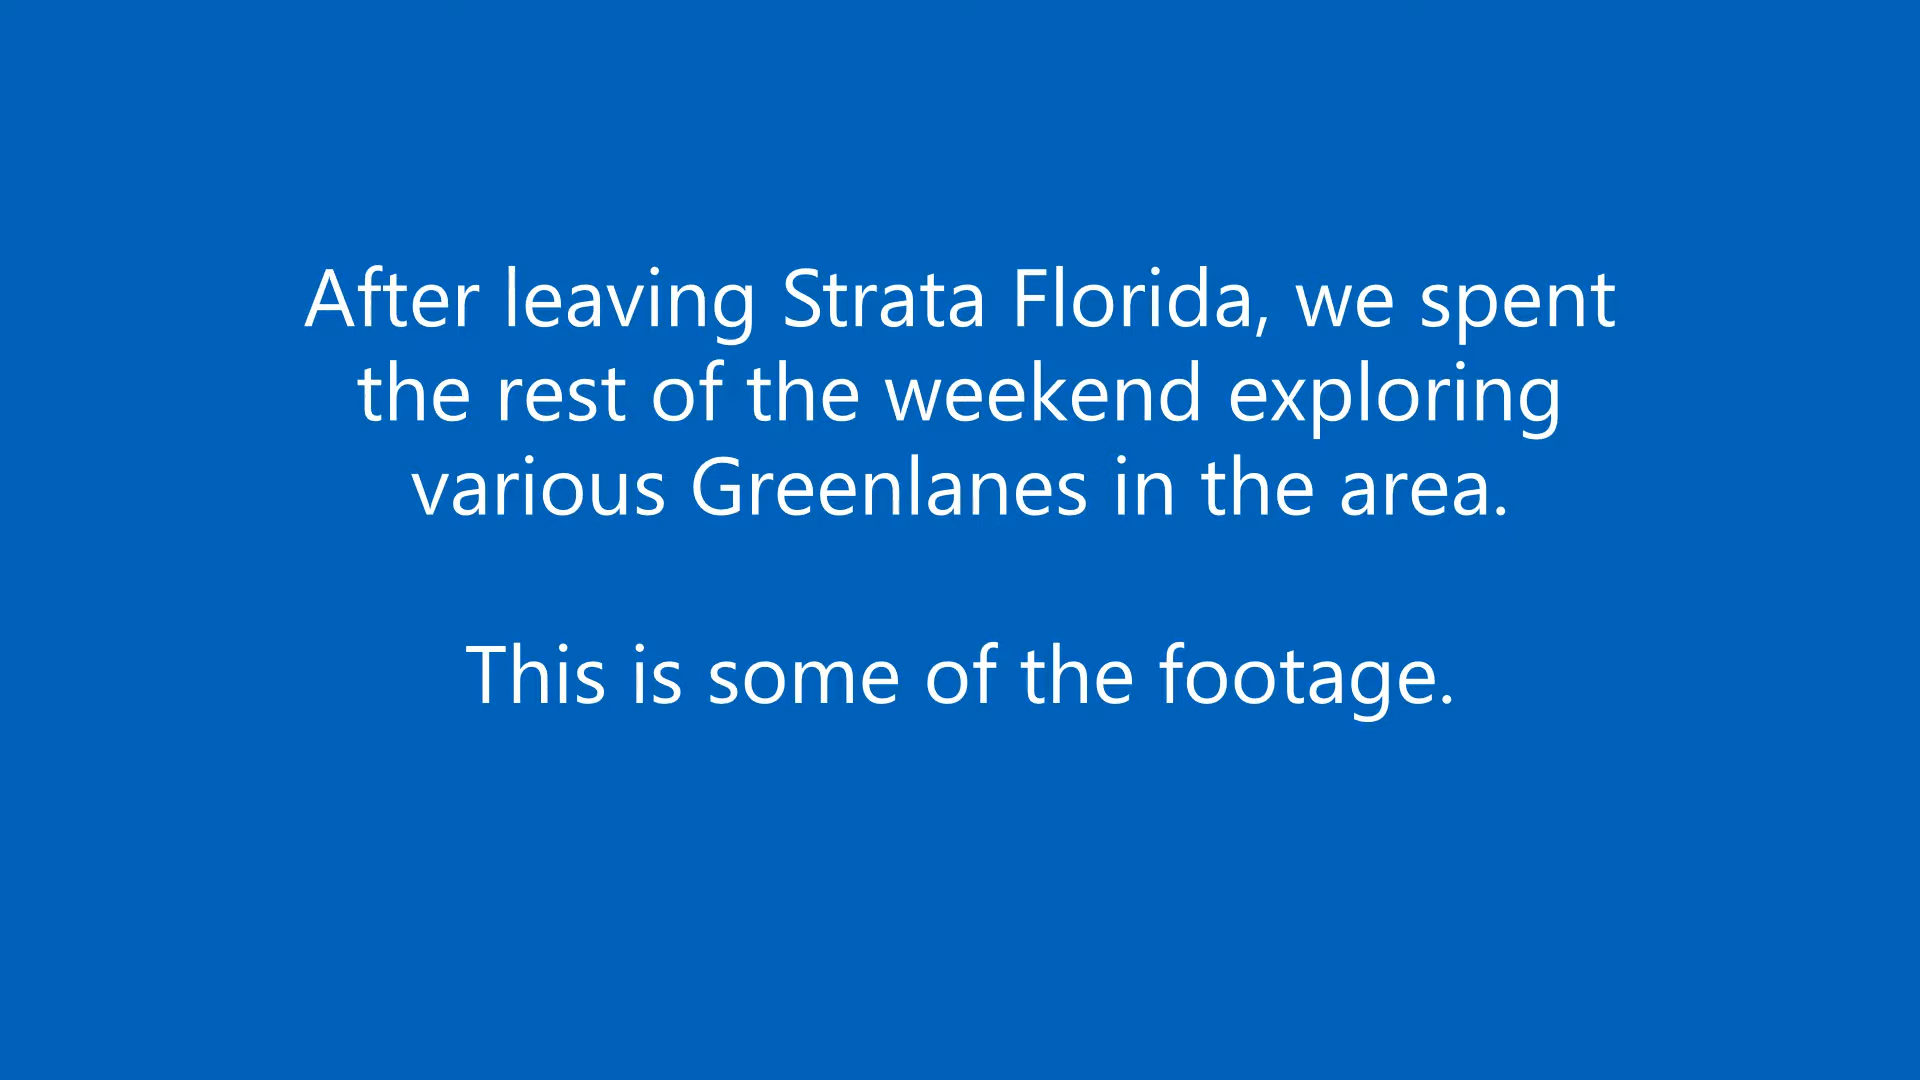 After leaving Strata Florida, we spent
the rest of the weekend exploring
various Greenlanes in the area.
This is some of the footage.